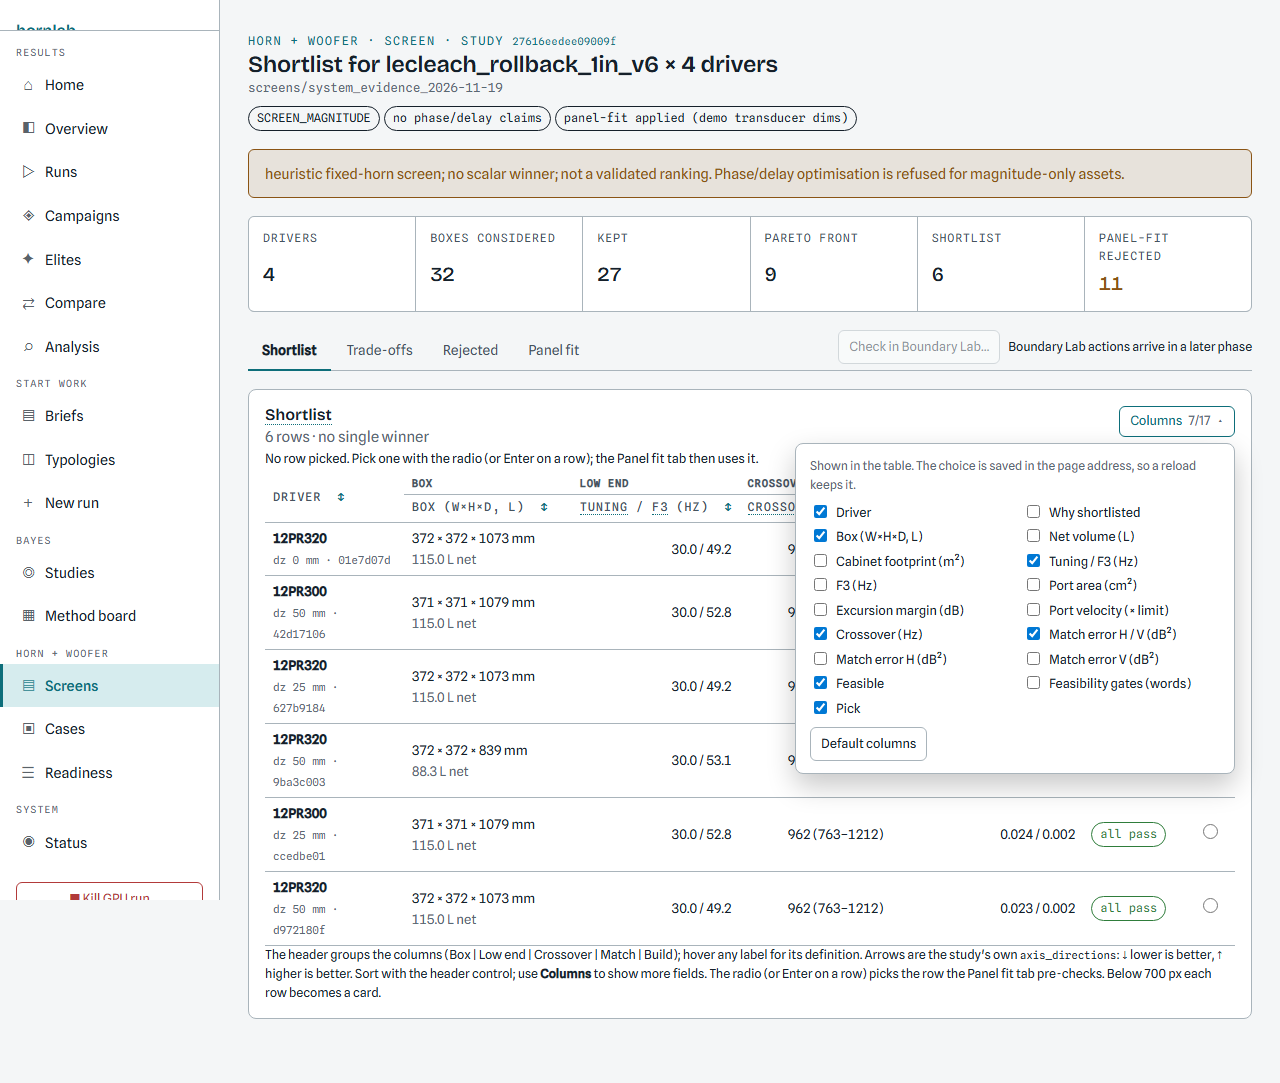 hornlab
RESULTS
Home
Overview
Runs
Campaigns
Elites
Compare
Analysis
START WORK
Briefs
Typologies
New run
BAYES
Studies
Method board
HORN + WOOFER
Screens
Cases
Readiness
SYSTEM
Status
Kill GPU run
HORN + WOOFER · SCREEN · STUDY 27616eedee09009f
Shortlist for lecleach_rollback_1in_v6 × 4 drivers
screens/system_evidence_2026-11-19
SCREEN_MAGNITUDE no phase/delay claims panel-fit applied (demo transducer dims)
heuristic fixed-horn screen; no scalar winner; not a validated ranking. Phase/delay optimisation is refused for magnitude-only assets.
DRIVERS
4
BOXES CONSIDERED
32
KEPT
27
PARETO FRONT
9
SHORTLIST
6
PANEL-FIT
REJECTED
11
Shortlist Trade-offs Rejected Panel fit Check in Boundary Lab... Boundary Lab actions arrive in a later phase
Shortlist
6 rows · no single winner
Columns 7/17
No row picked. Pick one with the radio (or Enter on a row); the Panel fit tab then uses it.
BOX LOW END CROSSOV
DRIVER BOX (W×H×D, L) TUNING / F3 (HZ) CROSSO
12PR320
dz 0 mm · 01e7d07d
372 × 372 × 1073 mm
115.0 L net
30.0 / 49.2 9
12PR300
dz 50 mm ·
42d17106
371 × 371 × 1079 mm
115.0 L net
30.0 / 52.8 9
12PR320
dz 25 mm ·
627b9184
372 × 372 × 1073 mm
115.0 L net
30.0 / 49.2 9
12PR320
dz 50 mm ·
9ba3c003
372 × 372 × 839 mm
88.3 L net
30.0 / 53.1 9
12PR300
dz 25 mm ·
ccedbe01
371 × 371 × 1079 mm
115.0 L net
30.0 / 52.8 962 (763–1212) 0.024 / 0.002 all pass
12PR320
dz 50 mm ·
d972180f
372 × 372 × 1073 mm
115.0 L net
30.0 / 49.2 962 (763–1212) 0.023 / 0.002 all pass
Shown in the table. The choice is saved in the page address, so a reload
keeps it.
Driver Why shortlisted
Box (W×H×D, L) Net volume (L)
Cabinet footprint (m²) Tuning / F3 (Hz)
F3 (Hz) Port area (cm²)
Excursion margin (dB) Port velocity (× limit)
Crossover (Hz) Match error H / V (dB²)
Match error H (dB²) Match error V (dB²)
Feasible Feasibility gates (words)
Pick
Default columns
The header groups the columns (Box | Low end | Crossover | Match | Build); hover any label for its definition. Arrows are the study's own axis_directions: ↓ lower is better, ↑
higher is better. Sort with the header control; use Columns to show more fields. The radio (or Enter on a row) picks the row the Panel fit tab pre-checks. Below 700 px each
row becomes a card.